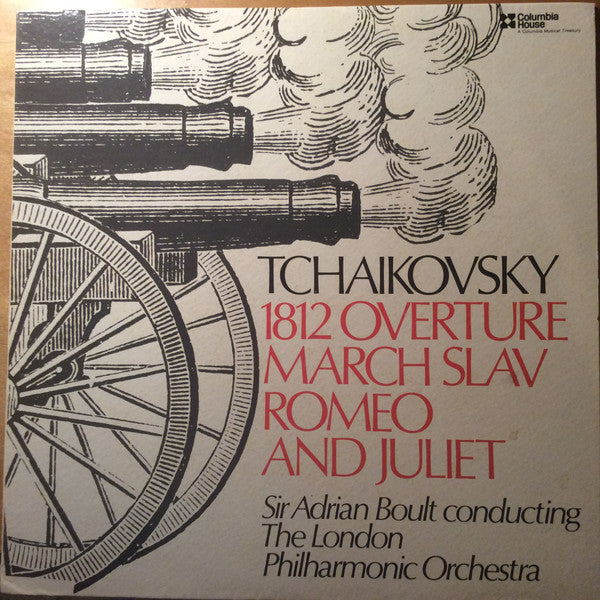 Columbia
House
A Columbia Musical Treasury
TCHAIKOVSKY
1812 OVERTURE
MARCH SLAV
ROMEO
AND JULIET
Sir Adrian Boult conducting
The London
Philharmonic Orchestra